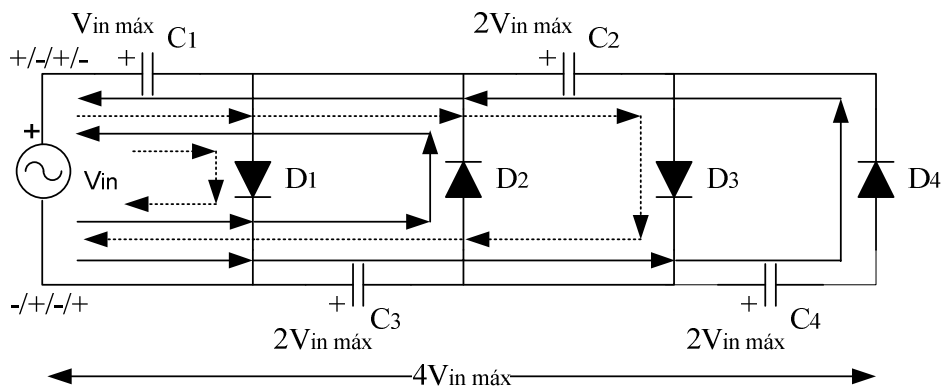 Vin máx
C1
2Vin máx
C2
+/-/+/-
+
+
+
Vin
D1
D2
D3
D4
-/+/-/+
+
C3
2Vin máx
+
C4
2Vin máx
4Vin máx